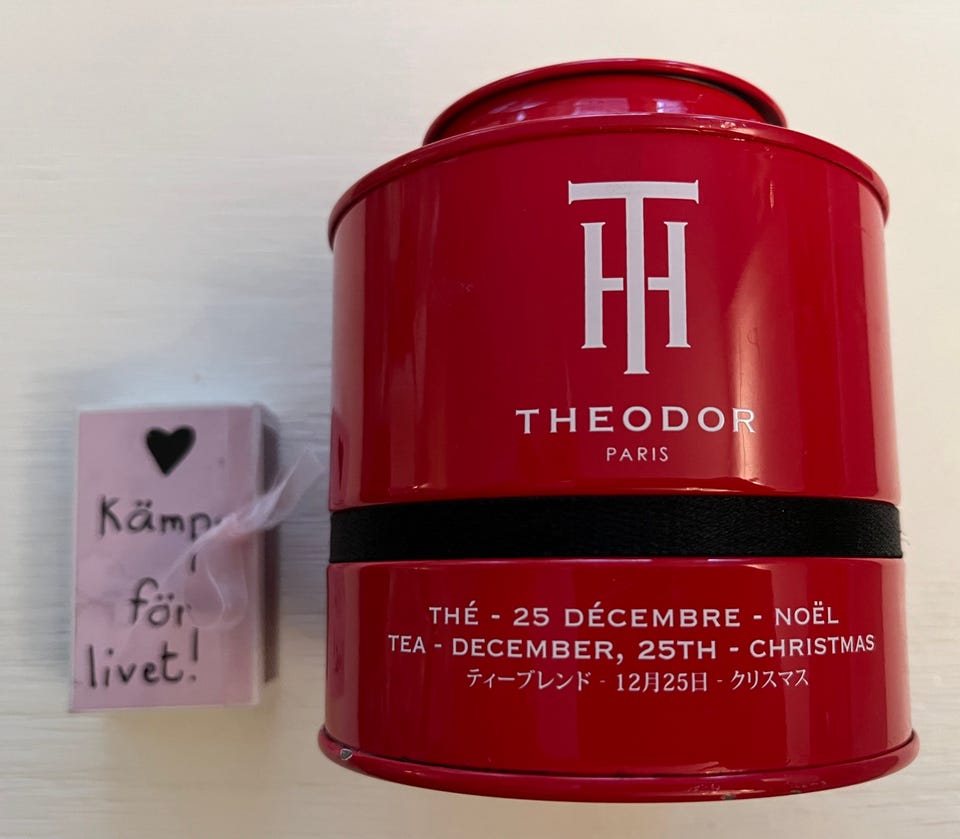 Kämp
för
livet!
TH
THEODOR
PARIS
THÉ - 25 DÉCEMBRE - NOËL
TEA - DECEMBER, 25TH - CHRISTMAS
ティーブレンド - 12月25日 - クリスマス